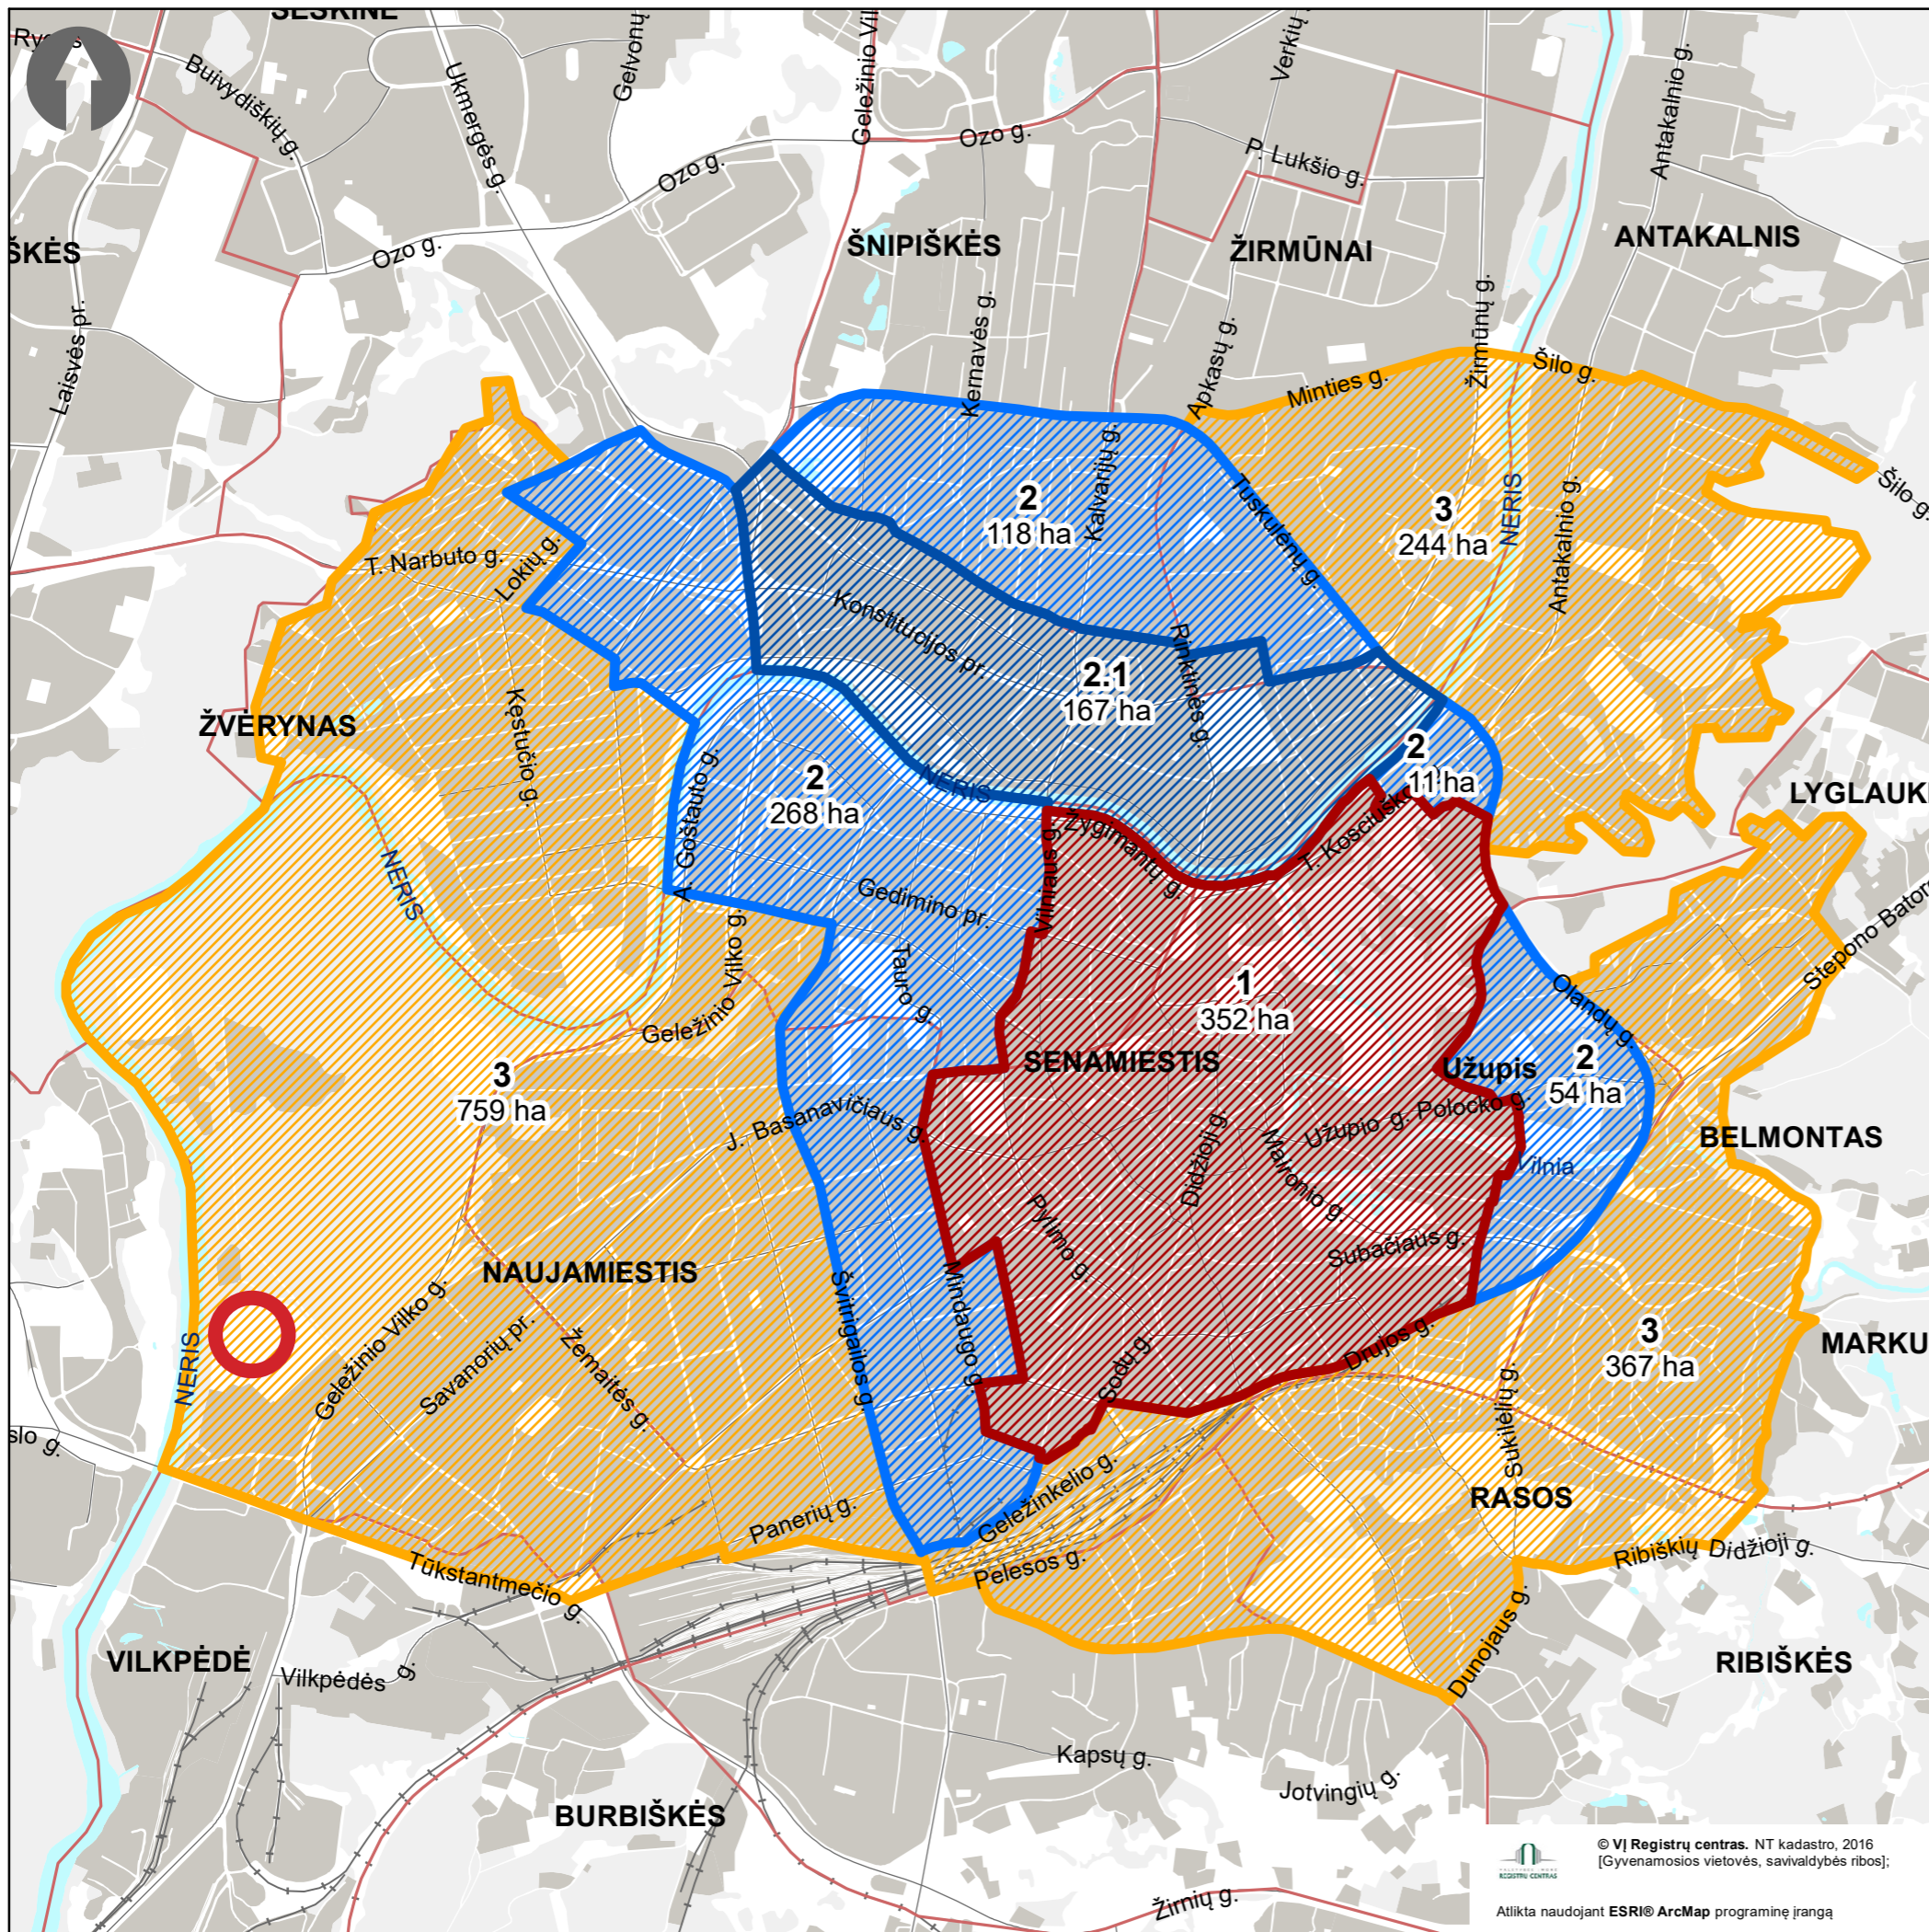 ŠEŠKINĖ
Buivydiškių g.
Ukmergės g.
Gelvonų
Verkių
Antakalnio g.
Ozo g.
Ozo g.
P. Lukšio g.
Antakalnio g.
Ozo g.
ŠNIPIŠKĖS
ŽIRMŪNAI
ANTAKALNIS
ŠKĖS
Laisvės pr.
Kernavės g.
Apkasų g.
Žirmūnų g.
Minties g.
Šilo g.
Kalvarijų g.
Tuskulėnų g.
Šilo g.
2
118 ha
3
244 ha
NERIS
T. Narbuto g.
Lokių g.
Konstitucijos pr.
Rinktinės g.
2.1
167 ha
Kęstučio g.
ŽVĖRYNAS
2
268 ha
A. Goštauto g.
NERIS
2
11 ha
LYGLAUK
Žygimantų g.
Vilniaus g.
NERIS
Gedimino pr.
Geležinio Vilko g.
Tauro g.
Geležinio Vilko g.
1
352 ha
Olandų g.
SENAMIESTIS
Užupis
2
54 ha
3
759 ha
J. Basanavičiaus g.
Užupio g.
Polocko g.
BELMONTAS
Didžioji g.
Maironio g.
Vilnia
Pylimo g.
Subačiaus g.
NAUJAMIESTIS
Mindaugo g.
Švitrigailos g.
Drujos g.
3
367 ha
MARKU
NERIS
Geležinio Vilko g.
Savanorių pr.
Žemaitės g.
Sodų g.
Sukilėlių g.
slo g.
RASOS
Geležinkelio g.
Panerių g.
Pelesos g.
Tūkstantmečio g.
Ribiškių Didžioji g.
Dunojaus g.
VILKPĖDĖ
Vilkpėdės g.
RIBIŠKĖS
Kapsų g.
Jotvingių g.
BURBIŠKĖS
Žirnių g.
REGISTRŲ CENTRAS
© VĮ Registrų centras. NT kadastro, 2016
[Gyvenamosios vietovės, savivaldybės ribos];
Atlikta naudojant ESRI® ArcMap programinę įrangą